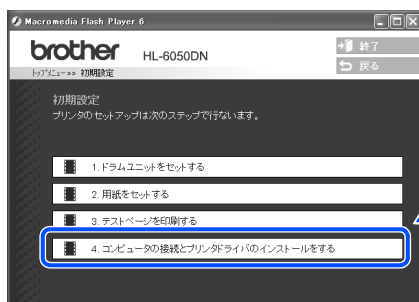 Macromedia Flash Player 6
brother HL-6050DN
終了
戻る
トップメニュー>> 初期設定
初期設定
プリンタのセットアップは次のステップで行ないます。
1. ドラムユニットをセットする
2. 用紙をセットする
3. テストページを印刷する
4. コンピュータの接続とプリンタドライバのインストールをする